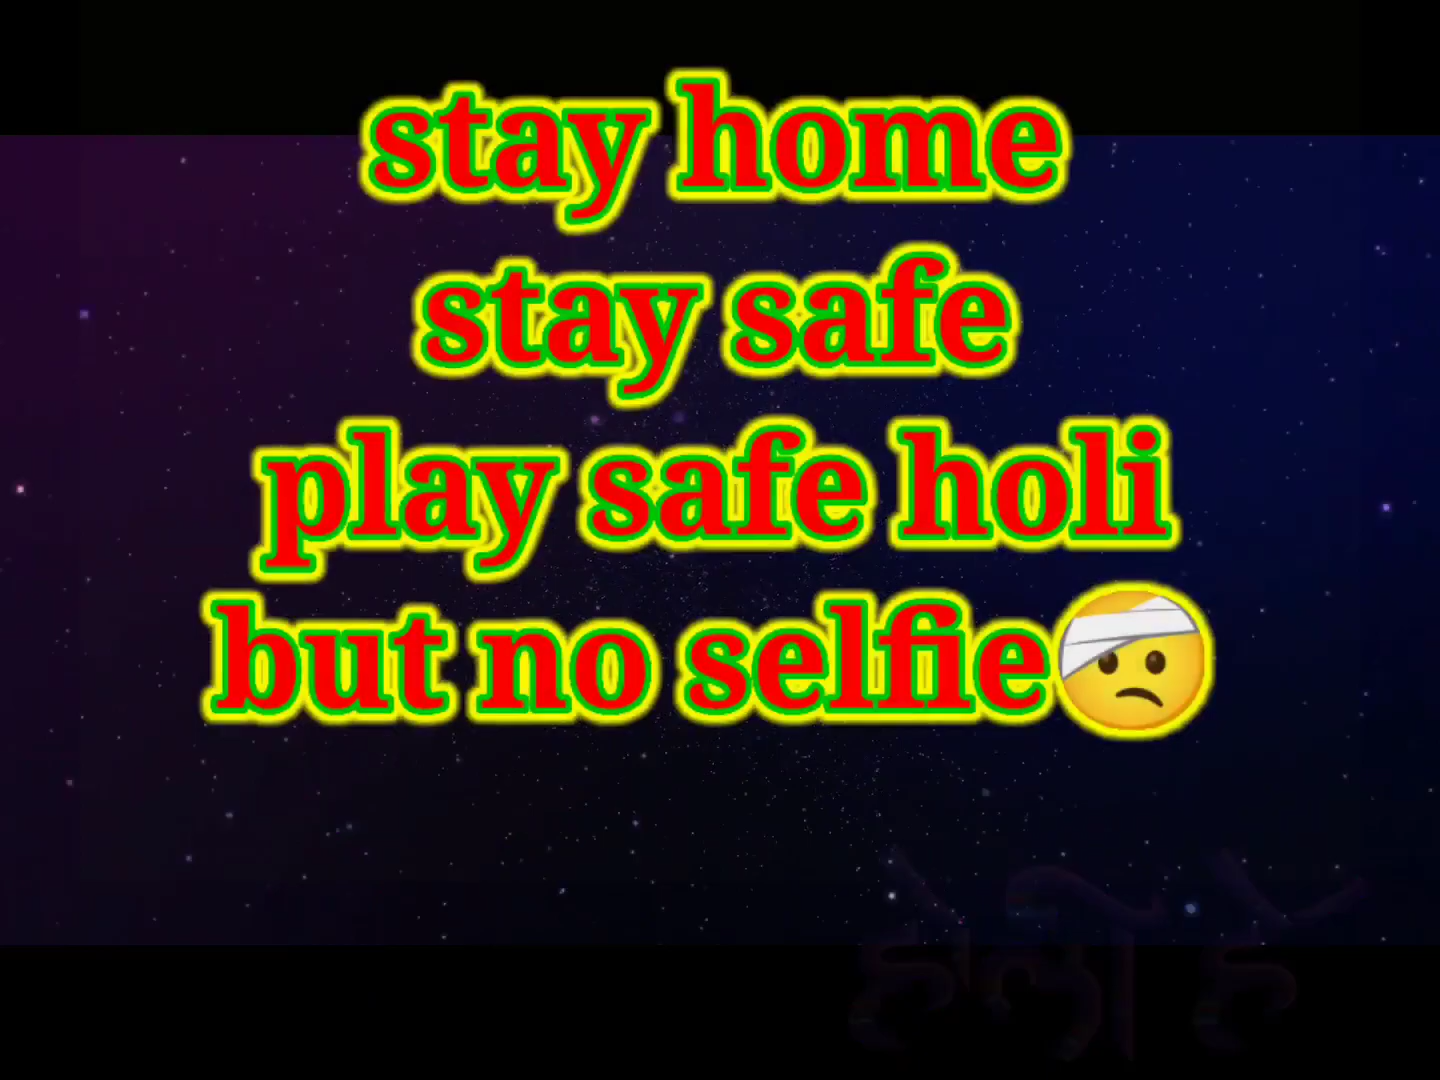 stay home
stay safe
play safe holi
but no selfie🤕
होली है